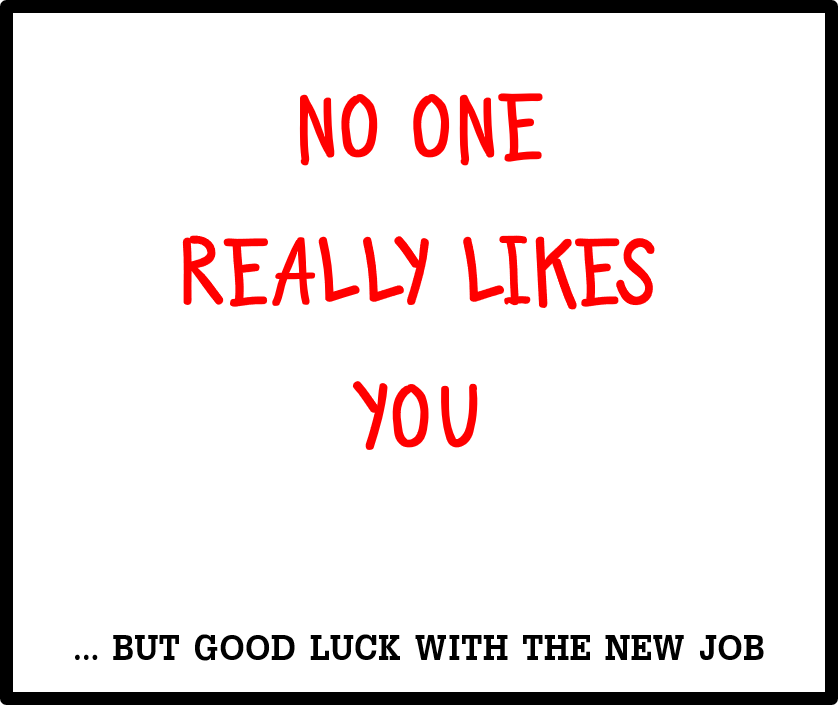 NO ONE
REALLY LIKES
YOU
... BUT GOOD LUCK WITH THE NEW JOB